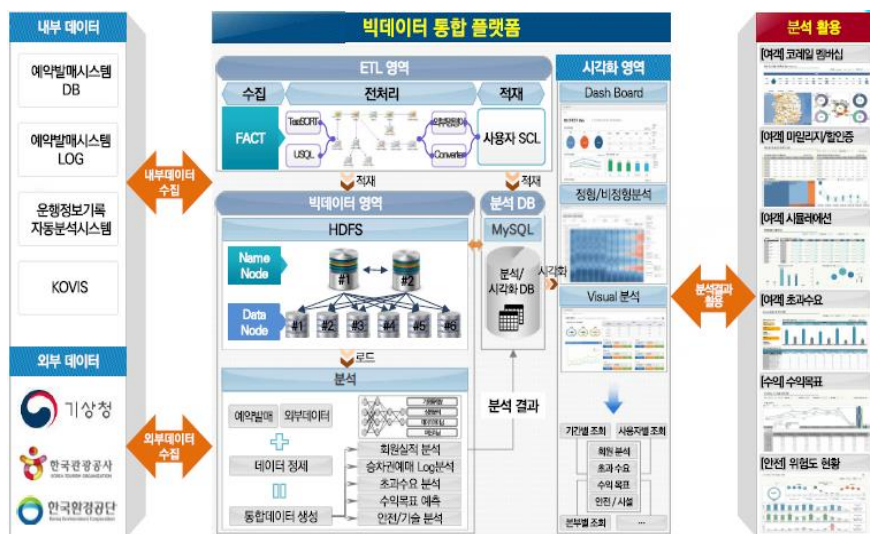 내부 데이터
예약발매시스템
DB
예약발매시스템
LOG
운행정보기록
자동분석시스템
KOVIS
외부 데이터
기상청
한국관광공사
KOREA TOURISM ORGANIZATION
한국환경공단
내부데이터
수집
외부데이터
수집
빅데이터 통합 플랫폼
ETL 영역
수집
전처리
적재
FACT
TeraSORT
USQL
Converter
사용자 SCL
적재
적재
빅데이터 영역
HDFS
Name
Node
#1
#2
Data
Node
#1
#2
#3
#4
#5
#6
로드
분석 DB
MySQL
분석/
시각화 DB
시각화
분석
예약발매
외부데이터
데이터 정제
통합데이터 생성
회원실적 분석
승차권예매 Log분석
초과수요 분석
수익목표 예측
안전/기술 분석
분석 결과
시각화 영역
Dash Board
정형/비정형분석
Visual 분석
기간별 조회
사용자별 조회
회원 분석
초과 수요
수익 목표
안전 / 시설
본부별 조회
...
분석결과
활용
분석 활용
[여객] 코레일 멤버십
[여객] 마일리지/할인증
[여객] 시뮬레에션
[여객] 초과수요
[수익] 수익목표
[안전] 위험도 현황